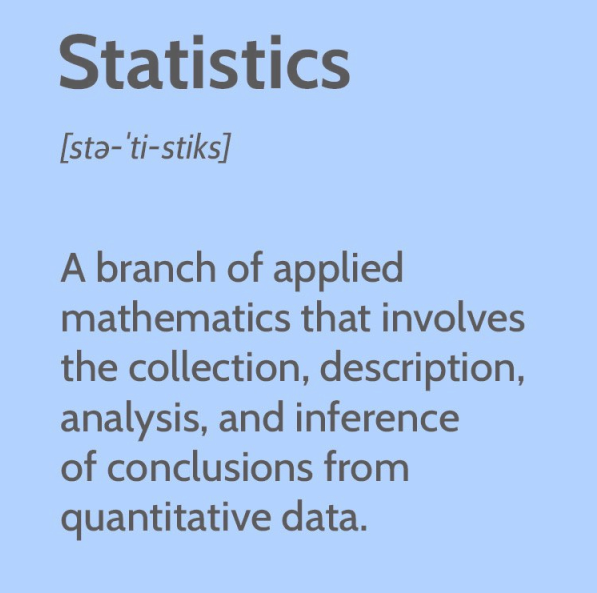 Statistics
[stə-ˈti-stiks]
A branch of applied
mathematics that involves
the collection, description,
analysis, and inference
of conclusions from
quantitative data.